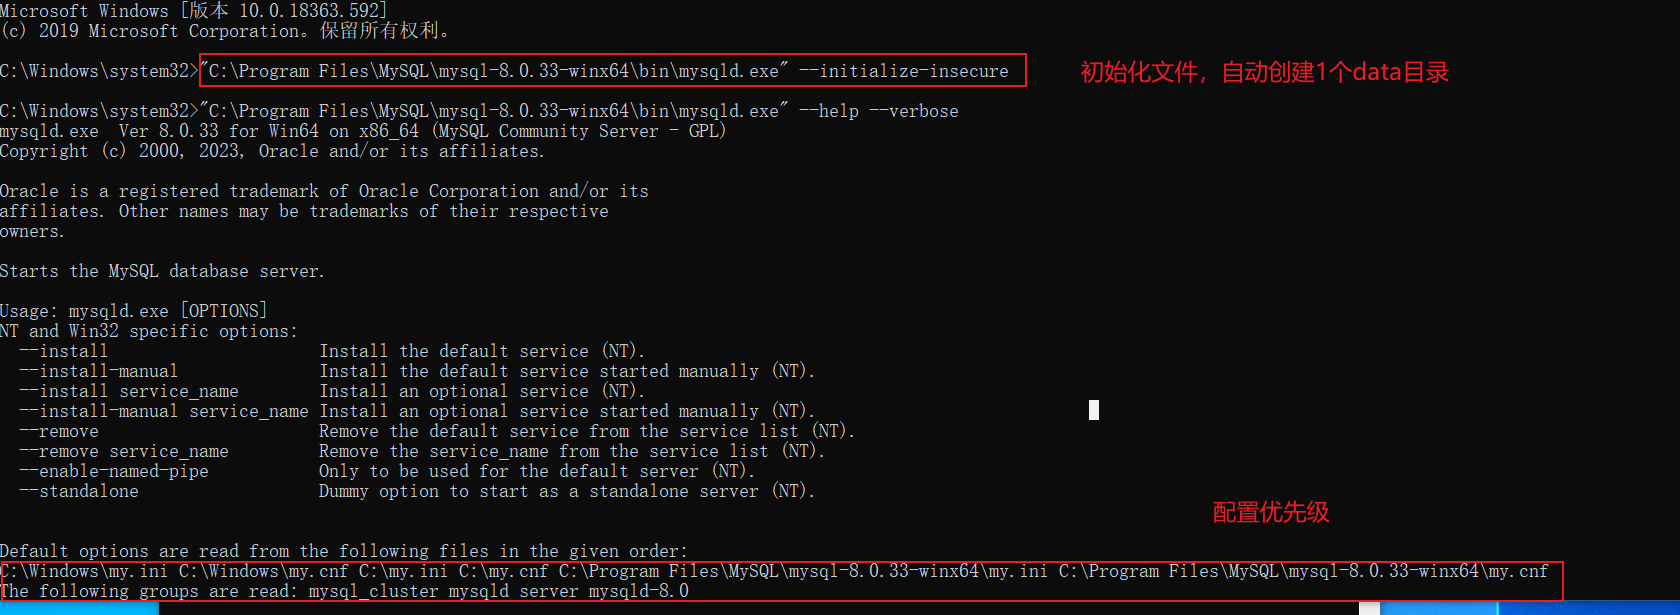 Microsoft Windows [版本 10.0.18363.592]
(c) 2019 Microsoft Corporation。保留所有权利。
C:\Windows\system32>"C:\Program Files\MySQL\mysql-8.0.33-winx64\bin\mysqld.exe" --initialize-insecure
初始化文件，自动创建1个data目录
C:\Windows\system32>"C:\Program Files\MySQL\mysql-8.0.33-winx64\bin\mysqld.exe" --help --verbose
mysqld.exe  Ver 8.0.33 for Win64 on x86_64 (MySQL Community Server - GPL)
Copyright (c) 2000, 2023, Oracle and/or its affiliates.
Oracle is a registered trademark of Oracle Corporation and/or its
affiliates. Other names may be trademarks of their respective
owners.
Starts the MySQL database server.
Usage: mysqld.exe [OPTIONS]
NT and Win32 specific options:
  --install                     Install the default service (NT).
  --install-manual              Install the default service started manually (NT).
  --install service_name        Install an optional service (NT).
  --install-manual service_name Install an optional service started manually (NT).
  --remove                      Remove the default service from the service list (NT).
  --remove service_name         Remove the service_name from the service list (NT).
  --enable-named-pipe           Only to be used for the default server (NT).
  --standalone                  Dummy option to start as a standalone server (NT).
配置优先级
Default options are read from the following files in the given order:
C:\Windows\my.ini C:\Windows\my.cnf C:\my.ini C:\my.cnf C:\Program Files\MySQL\mysql-8.0.33-winx64\my.ini C:\Program Files\MySQL\mysql-8.0.33-winx64\my.cnf
The following groups are read: mysql_cluster mysqld server mysqld-8.0